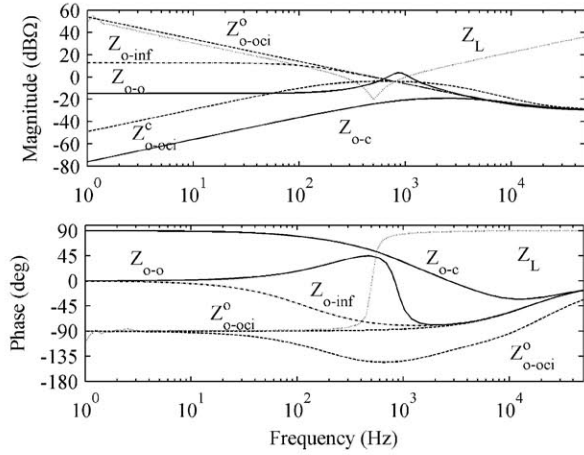 60
40
20
0
-20
-40
-60
-80
Magnitude (dBΩ)
Z_o-inf
Z^o_o-oci
Z_L
Z_o-o
Z^c_o-oci
Z_o-c
10^0
10^1
10^2
10^3
10^4
90
45
0
-45
-90
-135
-180
Phase (deg)
Z_o-o
Z_o-c
Z_L
Z_o-inf
Z^o_o-oci
Z^o_o-oci
10^0
10^1
10^2
10^3
10^4
Frequency (Hz)